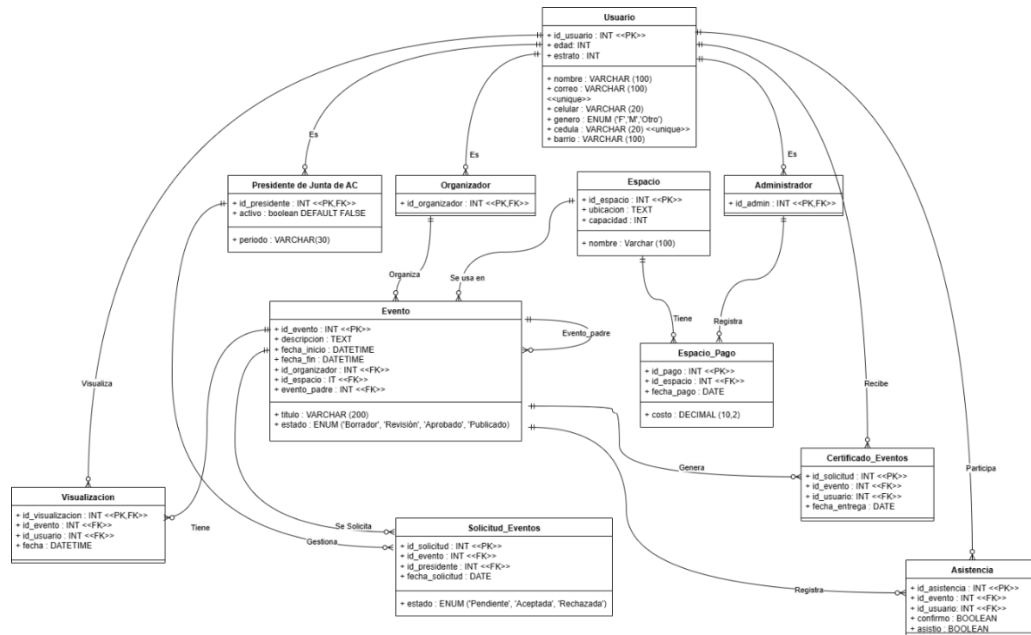 Usuario
+ id_usuario : INT <<PK>>
+ edad: INT
+ estrato : INT
+ nombre : VARCHAR (100)
+ correo : VARCHAR (100)
<<unique>>
+ celular : VARCHAR (20)
+ genero : ENUM ('F','M','Otro')
+ cedula : VARCHAR (20) <<unique>>
+ barrio : VARCHAR (100)
Es
Es
Es
Presidente de Junta de AC
+ id_presidente : INT <<PK,FK>>
+ activo : boolean DEFAULT FALSE
+ periodo : VARCHAR(30)
Organizador
+ id_organizador : INT <<PK,FK>>
Espacio
+ id_espacio : INT <<PK>>
+ ubicacion : TEXT
+ capacidad : INT
+ nombre : Varchar (100)
Administrador
+ id_admin : INT <<PK,FK>>
Organiza
Se usa en
Tiene
Registra
Evento
+ id_evento : INT <<PK>>
+ descripcion : TEXT
+ fecha_inicio : DATETIME
+ fecha_fin : DATETIME
+ id_organizador : INT <<FK>>
+ id_espacio : IT <<FK>>
+ evento_padre : INT <<FK>>
+ titulo : VARCHAR (200)
+ estado : ENUM ('Borrador', 'Revisión', 'Aprobado', 'Publicado)
Evento_padre
Espacio_Pago
+ id_pago : INT <<PK>>
+ id_espacio : INT <<FK>>
+ fecha_pago : DATE
+ costo : DECIMAL (10,2)
Visualiza
Recibe
Genera
Participa
Certificado_Eventos
+ id_solicitud : INT <<PK>>
+ id_evento : INT <<FK>>
+ id_usuario: INT <<FK>>
+ fecha_entrega : DATE
Visualizacion
+ id_visualizacion : INT <<PK,FK>>
+ id_evento : INT <<FK>>
+ id_usuario : INT <<FK>>
+ fecha : DATETIME
Tiene
Se Solicita
Gestiona
Solicitud_Eventos
+ id_solicitud : INT <<PK>>
+ id_evento : INT <<FK>>
+ id_presidente : INT <<FK>>
+ fecha_solicitud : DATE
+ estado : ENUM ('Pendiente', 'Aceptada', 'Rechazada)
Registra
Asistencia
+ id_asistencia : INT <<PK>>
+ id_evento : INT <<FK>>
+ id_usuario: INT <<FK>>
+ confirmo : BOOLEAN
+ asistio : BOOLEAN